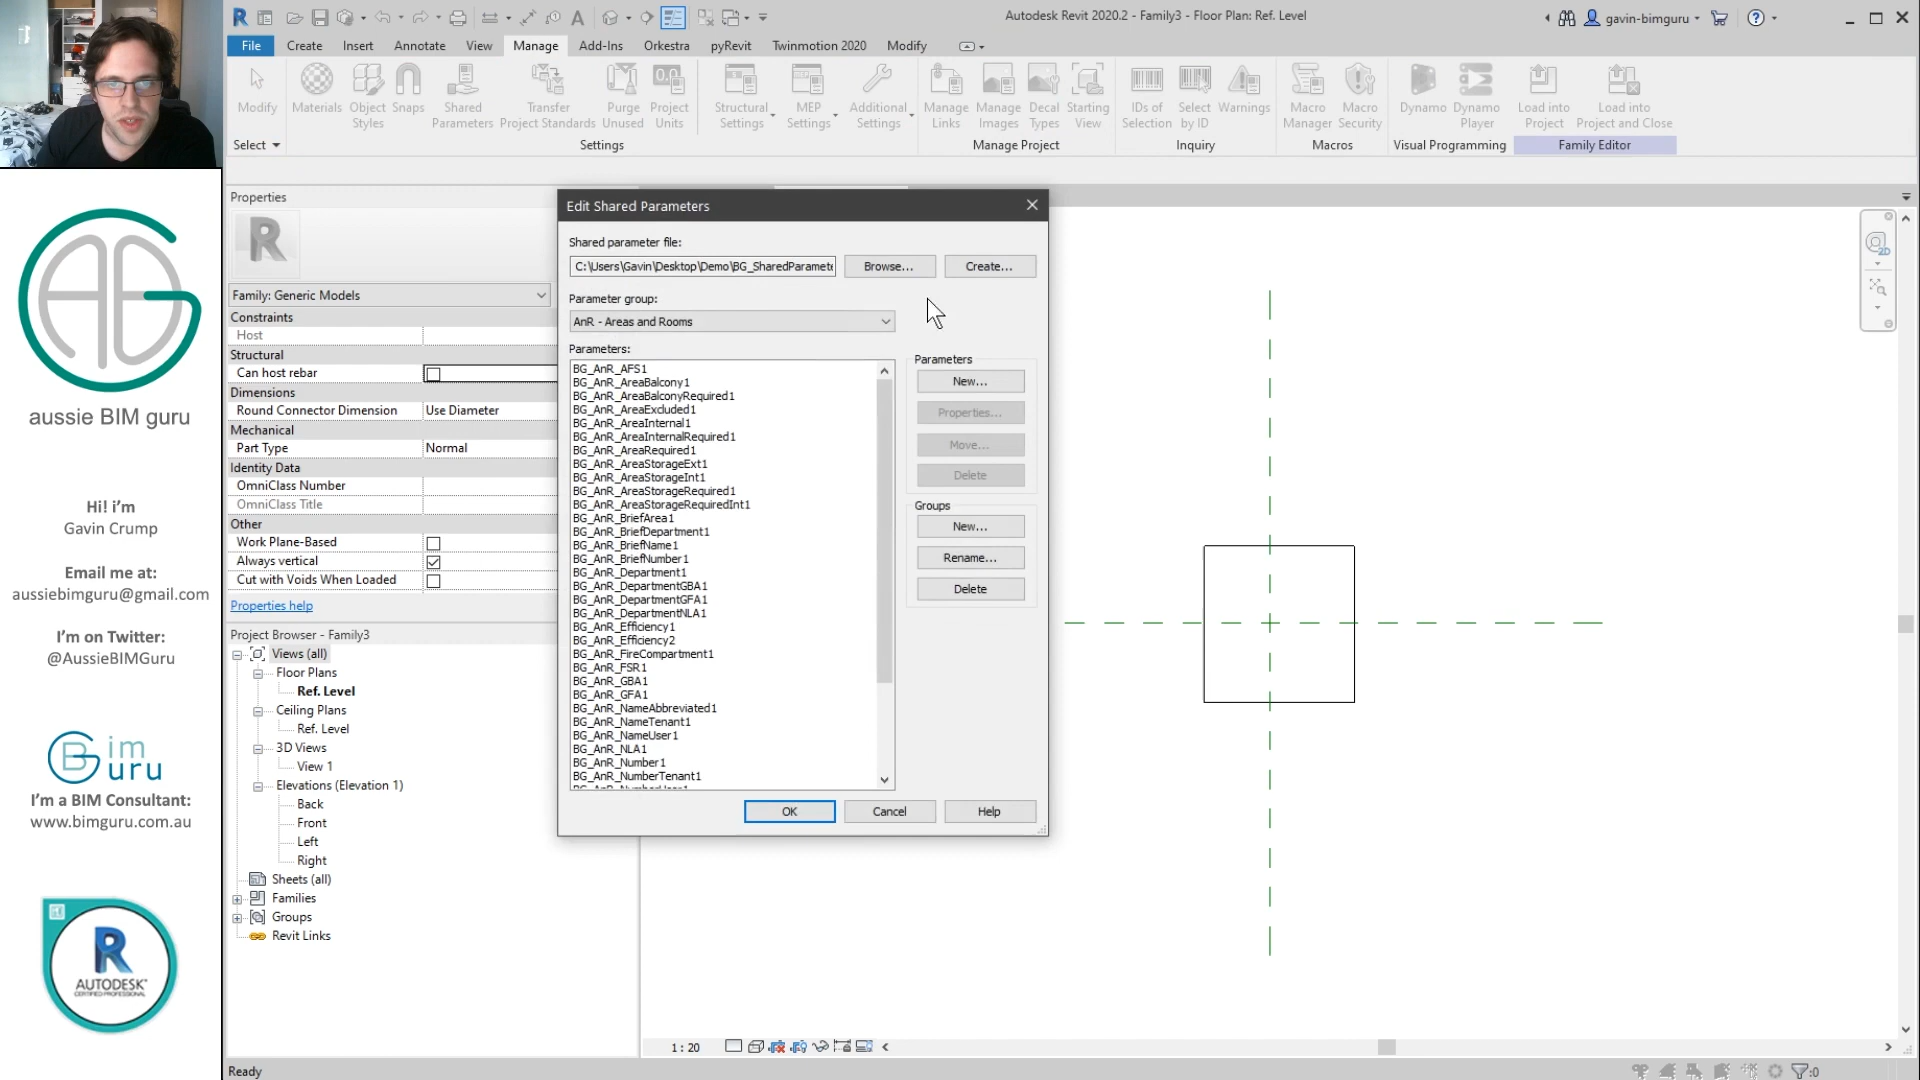 Autodesk Revit 2020.2 - Family3 - Floor Plan: Ref. Level
gavin-bimguru
File
Create
Insert
Annotate
View
Manage
Add-Ins
Orkestra
pyRevit
Twinmotion 2020
Modify
Modify
Materials
Object
Styles
Snaps
Shared
Parameters
Transfer
Project Standards
Purge
Unused
Project
Units
Structural
Settings
MEP
Settings
Additional
Settings
Manage
Links
Manage
Images
Decal
Types
Starting
View
IDs of
Selection
Select
by ID
Warnings
Macro
Manager
Macro
Security
Dynamo
Dynamo
Player
Load into
Project
Load into
Project and Close
Select
Settings
Manage Project
Inquiry
Macros
Visual Programming
Family Editor
aussie BIM guru
Hi! i'm
Gavin Crump
Email me at:
aussiebimguru@gmail.com
I'm on Twitter:
@AussieBIMGuru
Bim
Guru
I'm a BIM Consultant:
www.bimguru.com.au
R
AUTODESK
CERTIFIED PROFESSIONAL
Properties
Family: Generic Models
Constraints
Host
Structural
Can host rebar
Dimensions
Round Connector Dimension Use Diameter
Mechanical
Part Type Normal
Identity Data
OmniClass Number
OmniClass Title
Other
Work Plane-Based
Always vertical
Cut with Voids When Loaded
Properties help
Project Browser - Family3
Views (all)
Floor Plans
Ref. Level
Ceiling Plans
Ref. Level
3D Views
View 1
Elevations (Elevation 1)
Back
Front
Left
Right
Sheets (all)
Families
Groups
Revit Links
Edit Shared Parameters
Shared parameter file:
C:\Users\Gavin\Desktop\Demo\BG_SharedParamete
Browse...
Create...
Parameter group:
AnR - Areas and Rooms
Parameters:
BG_AnR_AFS1
BG_AnR_AreaBalcony1
BG_AnR_AreaBalconyRequired1
BG_AnR_AreaExcluded1
BG_AnR_AreaInternal1
BG_AnR_AreaInternalRequired1
BG_AnR_AreaRequired1
BG_AnR_AreaStorageExt1
BG_AnR_AreaStorageInt1
BG_AnR_AreaStorageRequired1
BG_AnR_AreaStorageRequiredInt1
BG_AnR_BriefArea1
BG_AnR_BriefDepartment1
BG_AnR_BriefName1
BG_AnR_BriefNumber1
BG_AnR_Department1
BG_AnR_DepartmentGBA1
BG_AnR_DepartmentGFA1
BG_AnR_DepartmentNLA1
BG_AnR_Efficiency1
BG_AnR_Efficiency2
BG_AnR_FireCompartment1
BG_AnR_FSR1
BG_AnR_GBA1
BG_AnR_GFA1
BG_AnR_NameAbbreviated1
BG_AnR_NameTenant1
BG_AnR_NameUser1
BG_AnR_NLA1
BG_AnR_Number1
BG_AnR_NumberTenant1
Parameters
New...
Properties...
Move...
Delete
Groups
New...
Rename...
Delete
OK
Cancel
Help
2D
1 : 20
Ready
:0